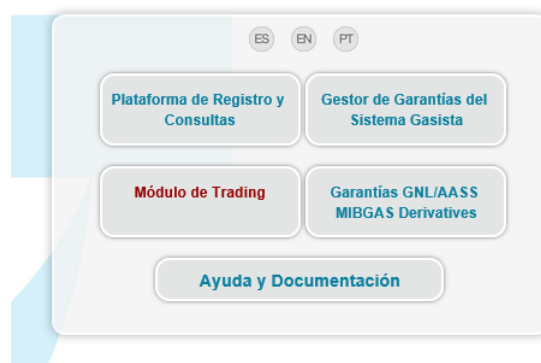 ES EN PT
Plataforma de Registro y
Consultas
Gestor de Garantías del
Sistema Gasista
Módulo de Trading
Garantías GNL/AASS
MIBGAS Derivatives
Ayuda y Documentación